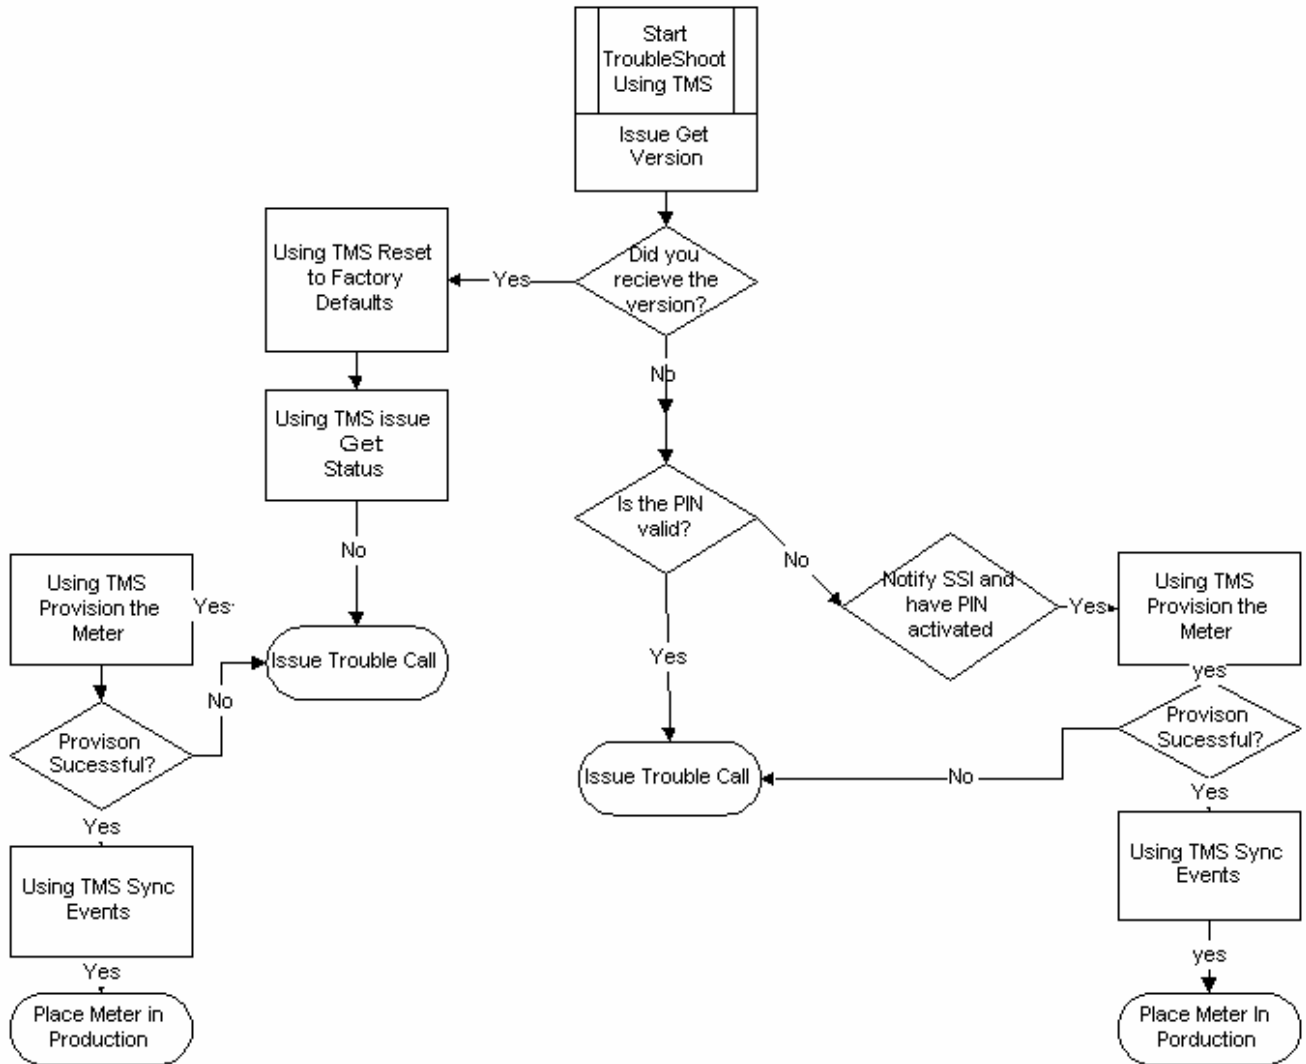 Start
TroubleShoot
Using TMS
Issue Get
Version
Did you
recieve the
version?
Yes
Using TMS Reset
to Factory
Defaults
Using TMS issue
Get
Status
No
Issue Trouble Call
Yes
Using TMS
Provision the
Meter
Provison
Sucessful?
No
Yes
Using TMS Sync
Events
Yes
Place Meter in
Production
No
Is the PIN
valid?
Yes
Issue Trouble Call
No
Notify SSI and
have PIN
activated
Yes
Using TMS
Provision the
Meter
yes
Provison
Sucessful?
No
Yes
Using TMS Sync
Events
yes
Place Meter In
Porduction